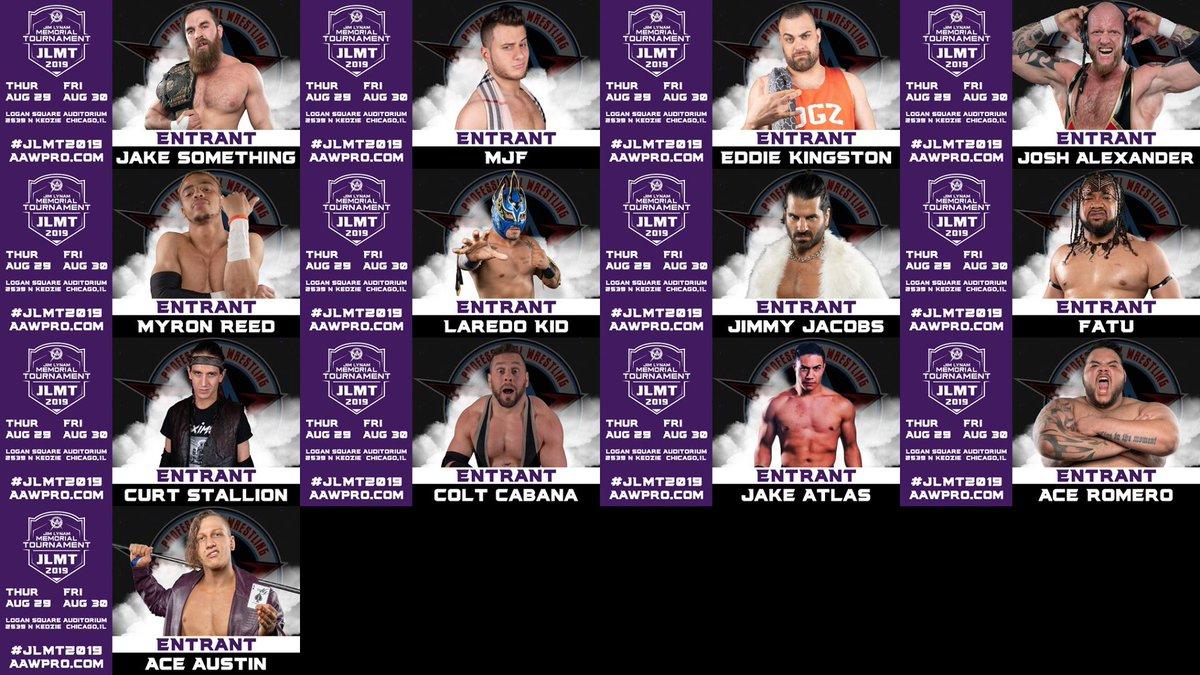 JIM LYNAM
MEMORIAL
TOURNAMENT
JLMT
2019
THUR FRI
AUG 29 AUG 30
LOGAN SQUARE AUDITORIUM
2539 N KEDZIE CHICAGO,IL
#JLMT2019
AAWPRO.COM
WRESTLING
ENTRANT
JAKE SOMETHING
JIM LYNAM
MEMORIAL
TOURNAMENT
JLMT
2019
THUR FRI
AUG 29 AUG 30
LOGAN SQUARE AUDITORIUM
2539 N KEDZIE CHICAGO,IL
#JLMT2019
AAWPRO.COM
WRESTLING
ENTRANT
MJF
JIM LYNAM
MEMORIAL
TOURNAMENT
JLMT
2019
THUR FRI
AUG 29 AUG 30
LOGAN SQUARE AUDITORIUM
2539 N KEDZIE CHICAGO,IL
#JLMT2019
AAWPRO.COM
WRESTLING
OGZ
ENTRANT
EDDIE KINGSTON
JIM LYNAM
MEMORIAL
TOURNAMENT
JLMT
2019
THUR FRI
AUG 29 AUG 30
LOGAN SQUARE AUDITORIUM
2539 N KEDZIE CHICAGO,IL
#JLMT2019
AAWPRO.COM
ENTRANT
JOSH ALEXANDER
JIM LYNAM
MEMORIAL
TOURNAMENT
JLMT
2019
THUR FRI
AUG 29 AUG 30
LOGAN SQUARE AUDITORIUM
2539 N KEDZIE CHICAGO,IL
#JLMT2019
AAWPRO.COM
WRESTLING
ENTRANT
MYRON REED
JIM LYNAM
MEMORIAL
TOURNAMENT
JLMT
2019
THUR FRI
AUG 29 AUG 30
LOGAN SQUARE AUDITORIUM
2539 N KEDZIE CHICAGO,IL
#JLMT2019
AAWPRO.COM
WRESTLING
ENTRANT
LAREDO KID
JIM LYNAM
MEMORIAL
TOURNAMENT
JLMT
2019
THUR FRI
AUG 29 AUG 30
LOGAN SQUARE AUDITORIUM
2539 N KEDZIE CHICAGO,IL
#JLMT2019
AAWPRO.COM
WRESTLING
ENTRANT
JIMMY JACOBS
JIM LYNAM
MEMORIAL
TOURNAMENT
JLMT
2019
THUR FRI
AUG 29 AUG 30
LOGAN SQUARE AUDITORIUM
2539 N KEDZIE CHICAGO,IL
#JLMT2019
AAWPRO.COM
WRESTLING
ENTRANT
FATU
JIM LYNAM
MEMORIAL
TOURNAMENT
JLMT
2019
THUR FRI
AUG 29 AUG 30
LOGAN SQUARE AUDITORIUM
2539 N KEDZIE CHICAGO,IL
#JLMT2019
AAWPRO.COM
WRESTLING
ENTRANT
CURT STALLION
JIM LYNAM
MEMORIAL
TOURNAMENT
JLMT
2019
THUR FRI
AUG 29 AUG 30
LOGAN SQUARE AUDITORIUM
2539 N KEDZIE CHICAGO,IL
#JLMT2019
AAWPRO.COM
WRESTLING
ENTRANT
COLT CABANA
JIM LYNAM
MEMORIAL
TOURNAMENT
JLMT
2019
THUR FRI
AUG 29 AUG 30
LOGAN SQUARE AUDITORIUM
2539 N KEDZIE CHICAGO,IL
#JLMT2019
AAWPRO.COM
WRESTLING
ENTRANT
JAKE ATLAS
JIM LYNAM
MEMORIAL
TOURNAMENT
JLMT
2019
THUR FRI
AUG 29 AUG 30
LOGAN SQUARE AUDITORIUM
2539 N KEDZIE CHICAGO,IL
#JLMT2019
AAWPRO.COM
WRESTLING
in the moment
ENTRANT
ACE ROMERO
JIM LYNAM
MEMORIAL
TOURNAMENT
JLMT
2019
THUR FRI
AUG 29 AUG 30
LOGAN SQUARE AUDITORIUM
2539 N KEDZIE CHICAGO,IL
#JLMT2019
AAWPRO.COM
WRESTLING
ENTRANT
ACE AUSTIN